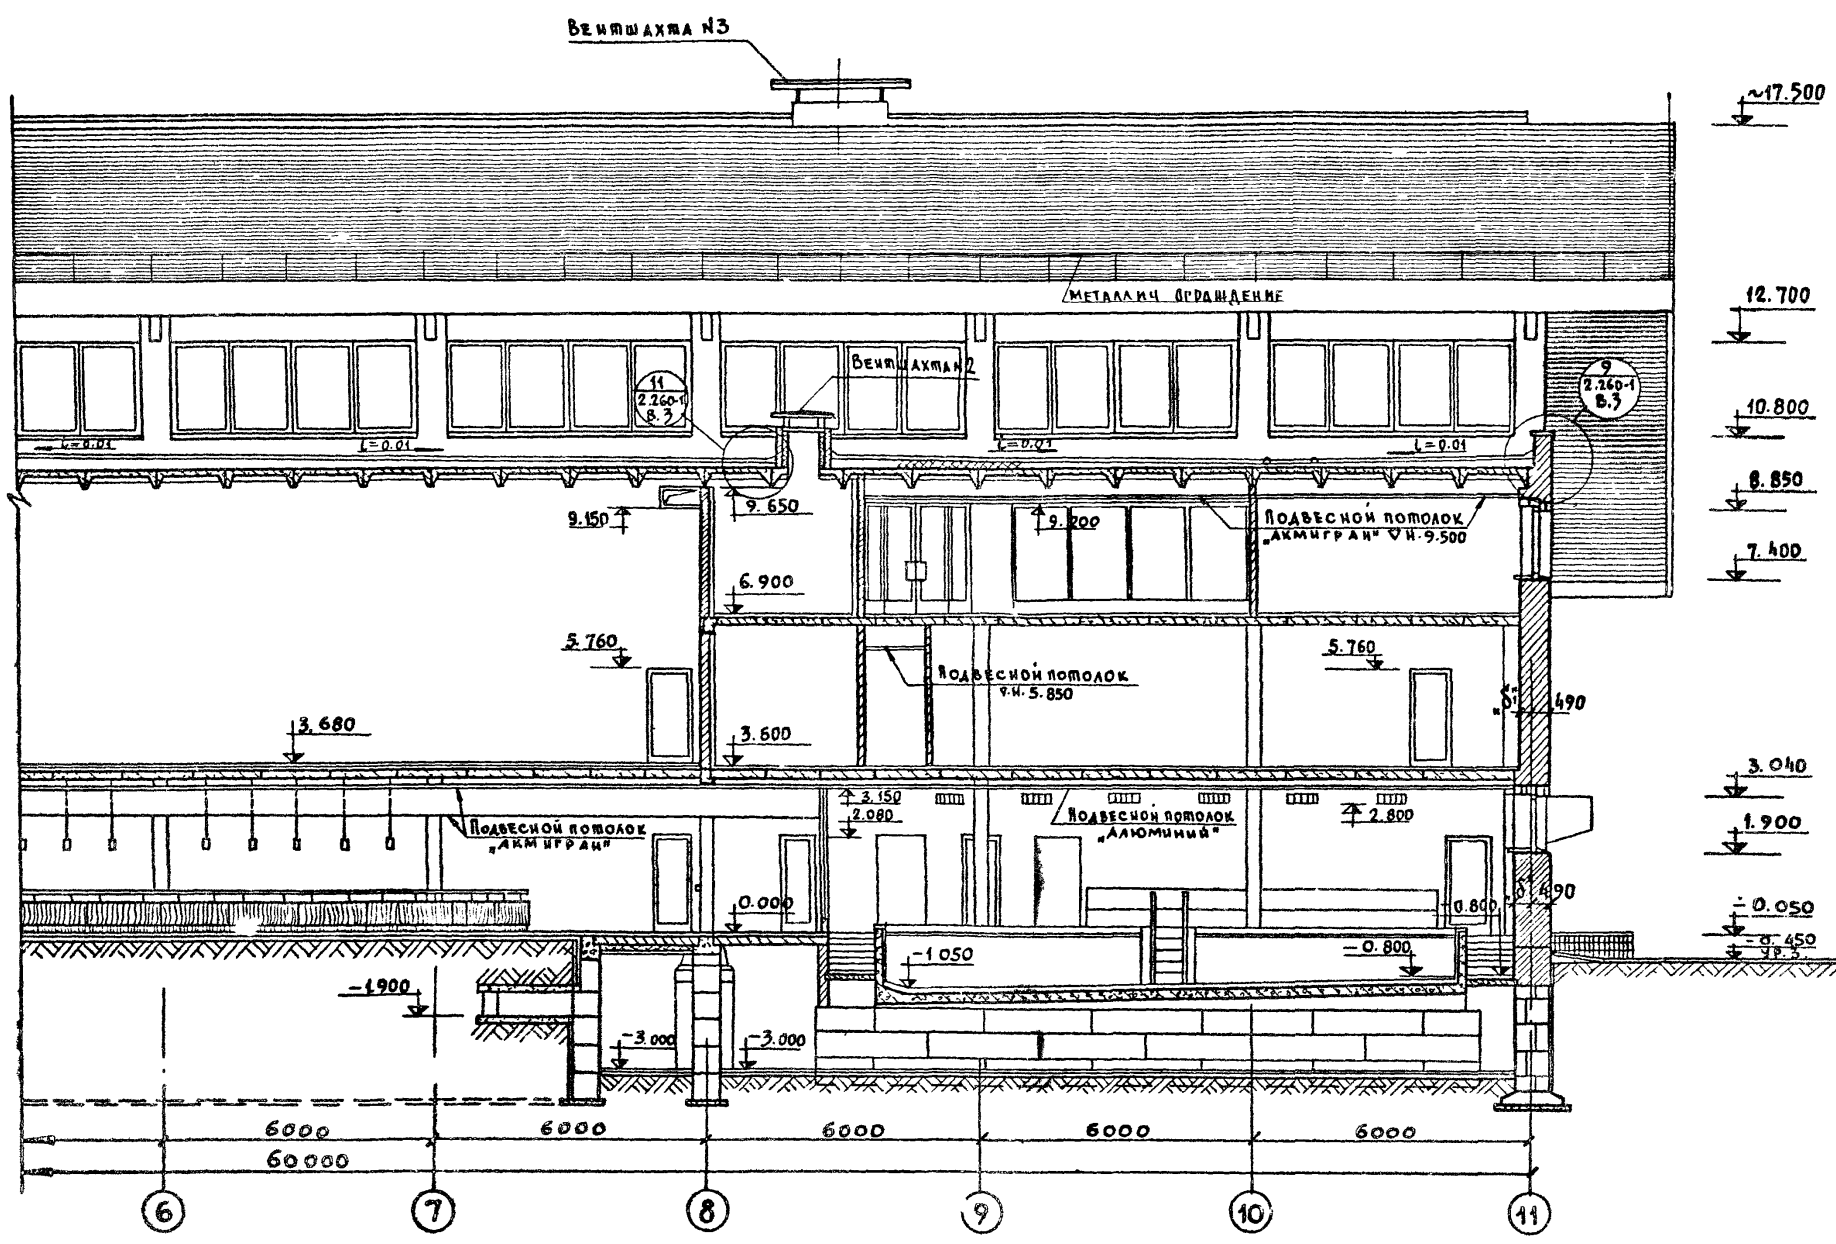 Вентшахта N3
~17.500
металлич ограждение
12.700
Вентшахта N2
11
2.260-1
В.3
9
2.260-1
В.3
10.800
i=0.01
i=0.01
i=0.01
i=0.01
8.850
9.150
9.650
9.200
Подвесной потолок
„Акмигран“ ▽Н.9.500
7.400
6.900
5.760
5.760
Подвесной потолок
о.н. 5.850
„б“
490
3.680
3.600
3.040
3.150
2.080
Подвесной потолок
„Алюминий“
2.800
Подвесной потолок
„Акмигран“
1.900
0.000
-0.800
„б“
490
-0.050
-0.450
ур.з.
-1.050
-0.800
-1.900
-3.000
-3.000
6000
6000
6000
6000
6000
60 000
6
7
8
9
10
11